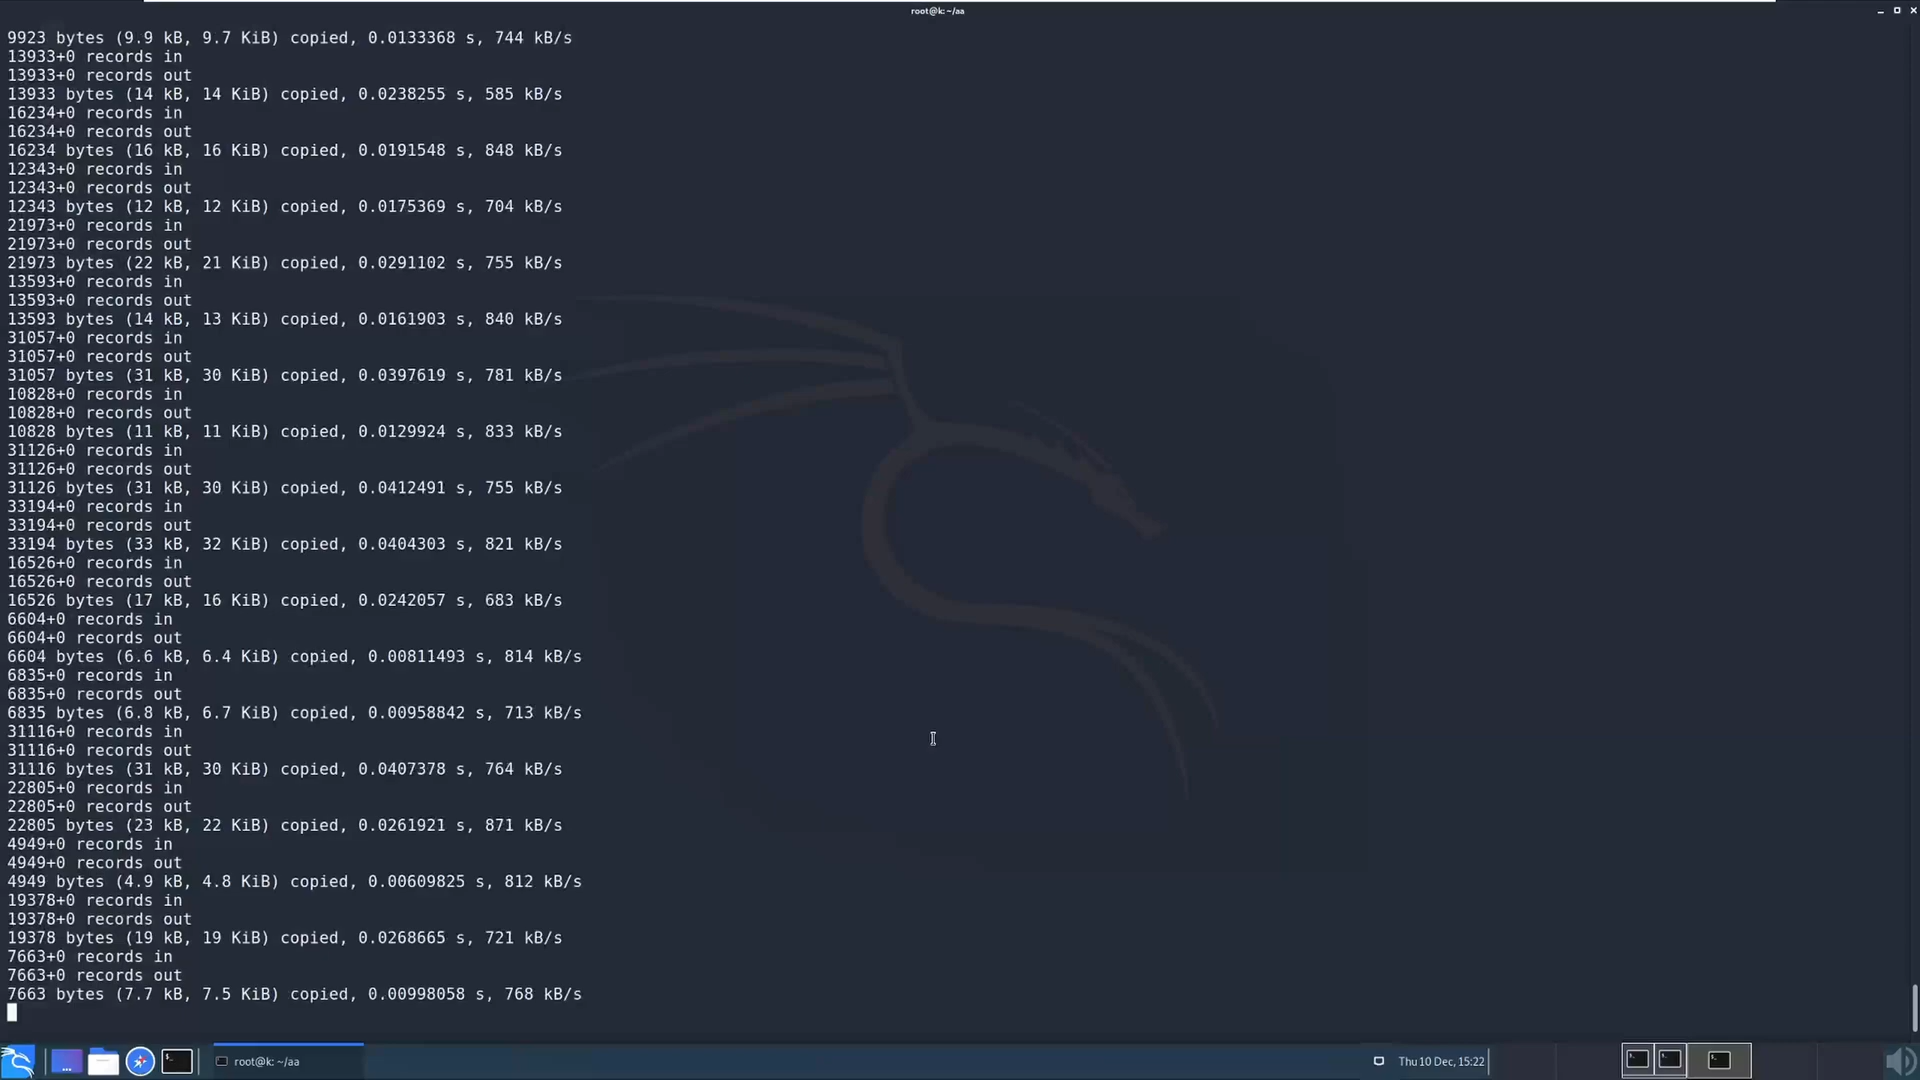 root@k: ~/aa
9923 bytes (9.9 kB, 9.7 KiB) copied, 0.0133368 s, 744 kB/s
13933+0 records in
13933+0 records out
13933 bytes (14 kB, 14 KiB) copied, 0.0238255 s, 585 kB/s
16234+0 records in
16234+0 records out
16234 bytes (16 kB, 16 KiB) copied, 0.0191548 s, 848 kB/s
12343+0 records in
12343+0 records out
12343 bytes (12 kB, 12 KiB) copied, 0.0175369 s, 704 kB/s
21973+0 records in
21973+0 records out
21973 bytes (22 kB, 21 KiB) copied, 0.0291102 s, 755 kB/s
13593+0 records in
13593+0 records out
13593 bytes (14 kB, 13 KiB) copied, 0.0161903 s, 840 kB/s
31057+0 records in
31057+0 records out
31057 bytes (31 kB, 30 KiB) copied, 0.0397619 s, 781 kB/s
10828+0 records in
10828+0 records out
10828 bytes (11 kB, 11 KiB) copied, 0.0129924 s, 833 kB/s
31126+0 records in
31126+0 records out
31126 bytes (31 kB, 30 KiB) copied, 0.0412491 s, 755 kB/s
33194+0 records in
33194+0 records out
33194 bytes (33 kB, 32 KiB) copied, 0.0404303 s, 821 kB/s
16526+0 records in
16526+0 records out
16526 bytes (17 kB, 16 KiB) copied, 0.0242057 s, 683 kB/s
6604+0 records in
6604+0 records out
6604 bytes (6.6 kB, 6.4 KiB) copied, 0.00811493 s, 814 kB/s
6835+0 records in
6835+0 records out
6835 bytes (6.8 kB, 6.7 KiB) copied, 0.00958842 s, 713 kB/s
31116+0 records in
31116+0 records out
31116 bytes (31 kB, 30 KiB) copied, 0.0407378 s, 764 kB/s
22805+0 records in
22805+0 records out
22805 bytes (23 kB, 22 KiB) copied, 0.0261921 s, 871 kB/s
4949+0 records in
4949+0 records out
4949 bytes (4.9 kB, 4.8 KiB) copied, 0.00609825 s, 812 kB/s
19378+0 records in
19378+0 records out
19378 bytes (19 kB, 19 KiB) copied, 0.0268665 s, 721 kB/s
7663+0 records in
7663+0 records out
7663 bytes (7.7 kB, 7.5 KiB) copied, 0.00998058 s, 768 kB/s
root@k: ~/aa
Thu 10 Dec, 15:22